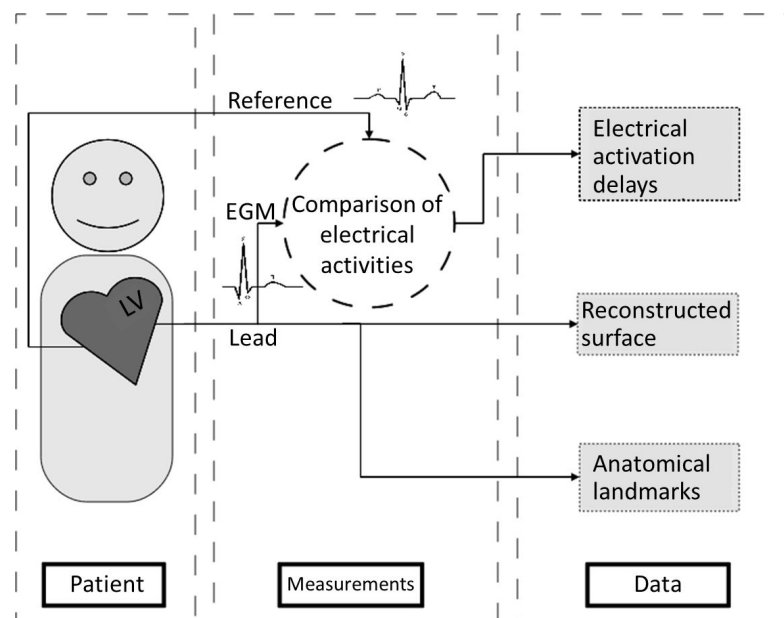 Reference
Electrical
activation
delays
EGM
Comparison of
electrical
activities
LV
Lead
Reconstructed
surface
Anatomical
landmarks
Patient
Measurements
Data